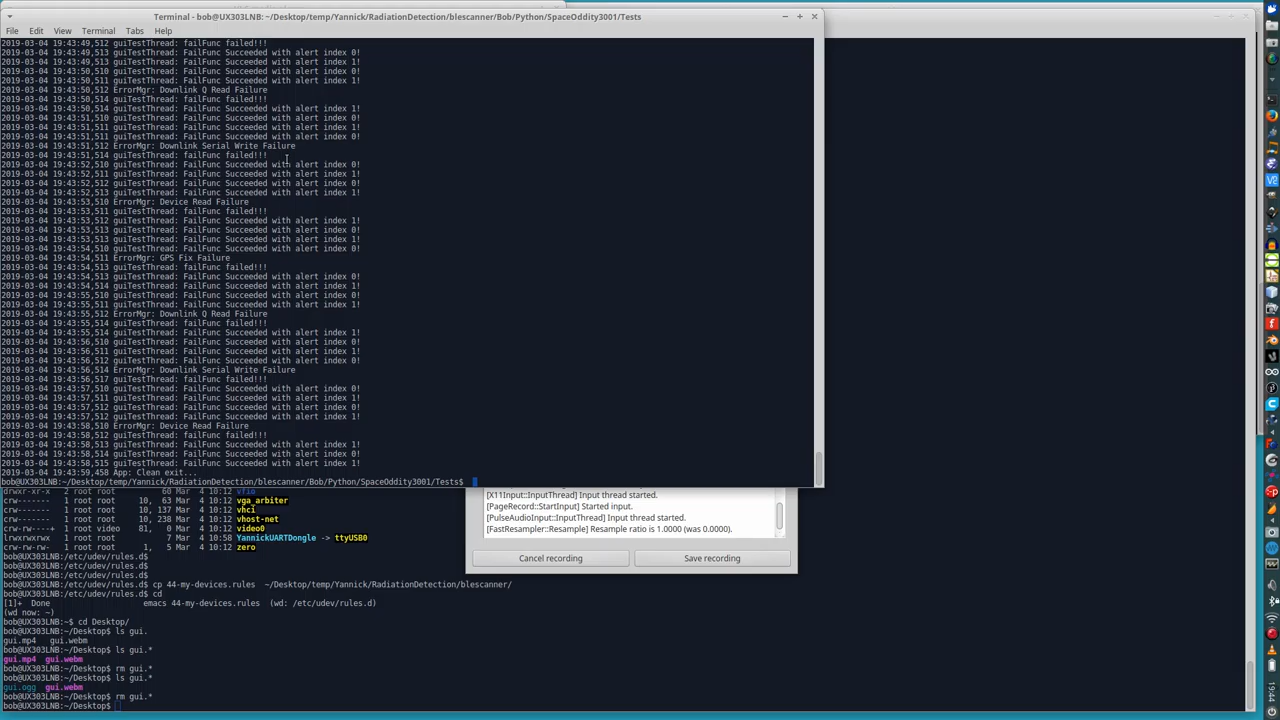 Terminal - bob@UX303LNB: ~/Desktop/temp/Yannick/RadiationDetection/blescanner/Bob/Python/SpaceOddity3001/Tests
File Edit View Terminal Tabs Help
2019-03-04 19:43:49,512 guiTestThread: failFunc failed!!!
2019-03-04 19:43:49,513 guiTestThread: FailFunc Succeeded with alert index 0!
2019-03-04 19:43:49,513 guiTestThread: FailFunc Succeeded with alert index 1!
2019-03-04 19:43:50,510 guiTestThread: FailFunc Succeeded with alert index 0!
2019-03-04 19:43:50,511 guiTestThread: FailFunc Succeeded with alert index 1!
2019-03-04 19:43:50,512 ErrorMgr: Downlink Q Read Failure
2019-03-04 19:43:50,514 guiTestThread: failFunc failed!!!
2019-03-04 19:43:50,514 guiTestThread: FailFunc Succeeded with alert index 1!
2019-03-04 19:43:51,510 guiTestThread: FailFunc Succeeded with alert index 0!
2019-03-04 19:43:51,511 guiTestThread: FailFunc Succeeded with alert index 1!
2019-03-04 19:43:51,511 guiTestThread: FailFunc Succeeded with alert index 0!
2019-03-04 19:43:51,512 ErrorMgr: Downlink Serial Write Failure
2019-03-04 19:43:51,514 guiTestThread: failFunc failed!!!
2019-03-04 19:43:52,510 guiTestThread: FailFunc Succeeded with alert index 0!
2019-03-04 19:43:52,511 guiTestThread: FailFunc Succeeded with alert index 1!
2019-03-04 19:43:52,512 guiTestThread: FailFunc Succeeded with alert index 0!
2019-03-04 19:43:52,513 guiTestThread: FailFunc Succeeded with alert index 1!
2019-03-04 19:43:53,510 ErrorMgr: Device Read Failure
2019-03-04 19:43:53,511 guiTestThread: failFunc failed!!!
2019-03-04 19:43:53,512 guiTestThread: FailFunc Succeeded with alert index 1!
2019-03-04 19:43:53,513 guiTestThread: FailFunc Succeeded with alert index 0!
2019-03-04 19:43:53,513 guiTestThread: FailFunc Succeeded with alert index 1!
2019-03-04 19:43:54,510 guiTestThread: FailFunc Succeeded with alert index 0!
2019-03-04 19:43:54,511 ErrorMgr: GPS Fix Failure
2019-03-04 19:43:54,513 guiTestThread: failFunc failed!!!
2019-03-04 19:43:54,513 guiTestThread: FailFunc Succeeded with alert index 0!
2019-03-04 19:43:54,514 guiTestThread: FailFunc Succeeded with alert index 1!
2019-03-04 19:43:55,510 guiTestThread: FailFunc Succeeded with alert index 0!
2019-03-04 19:43:55,511 guiTestThread: FailFunc Succeeded with alert index 1!
2019-03-04 19:43:55,512 ErrorMgr: Downlink Q Read Failure
2019-03-04 19:43:55,514 guiTestThread: failFunc failed!!!
2019-03-04 19:43:55,514 guiTestThread: FailFunc Succeeded with alert index 1!
2019-03-04 19:43:56,510 guiTestThread: FailFunc Succeeded with alert index 0!
2019-03-04 19:43:56,511 guiTestThread: FailFunc Succeeded with alert index 1!
2019-03-04 19:43:56,512 guiTestThread: FailFunc Succeeded with alert index 0!
2019-03-04 19:43:56,514 ErrorMgr: Downlink Serial Write Failure
2019-03-04 19:43:56,517 guiTestThread: failFunc failed!!!
2019-03-04 19:43:57,510 guiTestThread: FailFunc Succeeded with alert index 0!
2019-03-04 19:43:57,511 guiTestThread: FailFunc Succeeded with alert index 1!
2019-03-04 19:43:57,512 guiTestThread: FailFunc Succeeded with alert index 0!
2019-03-04 19:43:57,512 guiTestThread: FailFunc Succeeded with alert index 1!
2019-03-04 19:43:58,510 ErrorMgr: Device Read Failure
2019-03-04 19:43:58,512 guiTestThread: failFunc failed!!!
2019-03-04 19:43:58,513 guiTestThread: FailFunc Succeeded with alert index 1!
2019-03-04 19:43:58,514 guiTestThread: FailFunc Succeeded with alert index 0!
2019-03-04 19:43:58,515 guiTestThread: FailFunc Succeeded with alert index 1!
2019-03-04 19:43:59,458 App: Clean exit...
bob@UX303LNB:~/Desktop/temp/Yannick/RadiationDetection/blescanner/Bob/Python/SpaceOddity3001/Tests$
drwxr-xr-x 2 root root 60 Mar 4 10:12 vfio
crw------- 1 root root 10, 63 Mar 4 10:12 vga_arbiter
crw------- 1 root root 10, 137 Mar 4 10:12 vhci
crw------- 1 root root 10, 238 Mar 4 10:12 vhost-net
crw-rw----+ 1 root video 81, 0 Mar 4 10:12 video0
lrwxrwxrwx 1 root root 7 Mar 4 10:58 YannickUARTDongle -> ttyUSB0
crw-rw-rw- 1 root root 1, 5 Mar 4 10:12 zero
bob@UX303LNB:/etc/udev/rules.d$
bob@UX303LNB:/etc/udev/rules.d$
bob@UX303LNB:/etc/udev/rules.d$
bob@UX303LNB:/etc/udev/rules.d$ cp 44-my-devices.rules ~/Desktop/temp/Yannick/RadiationDetection/blescanner/
bob@UX303LNB:/etc/udev/rules.d$ cd
[1]+ Done emacs 44-my-devices.rules (wd: /etc/udev/rules.d)
(wd now: ~)
bob@UX303LNB:~$ cd Desktop/
bob@UX303LNB:~/Desktop$ ls gui.
gui.mp4 gui.webm
bob@UX303LNB:~/Desktop$ ls gui.*
gui.mp4 gui.webm
bob@UX303LNB:~/Desktop$ rm gui.*
bob@UX303LNB:~/Desktop$ ls gui.*
gui.ogg gui.webm
bob@UX303LNB:~/Desktop$ rm gui.*
bob@UX303LNB:~/Desktop$
[X11Input::InputThread] Input thread started.
[PageRecord::StartInput] Started input.
[PulseAudioInput::InputThread] Input thread started.
[FastResampler::Resample] Resample ratio is 1.0000 (was 0.0000).
Cancel recording
Save recording
19:44